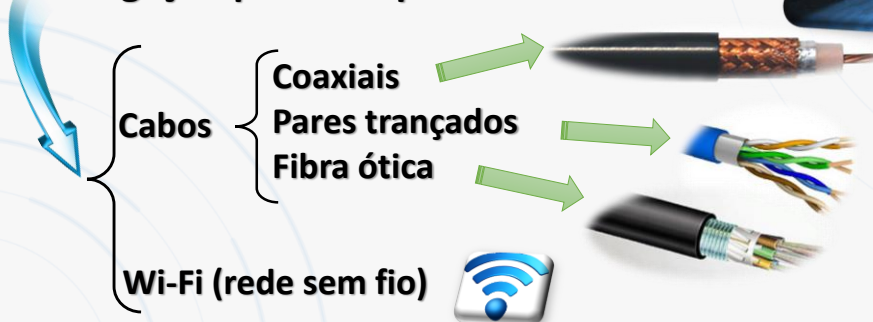 Coaxiais
Cabos
Pares trançados
Fibra ótica
Wi-Fi (rede sem fio)